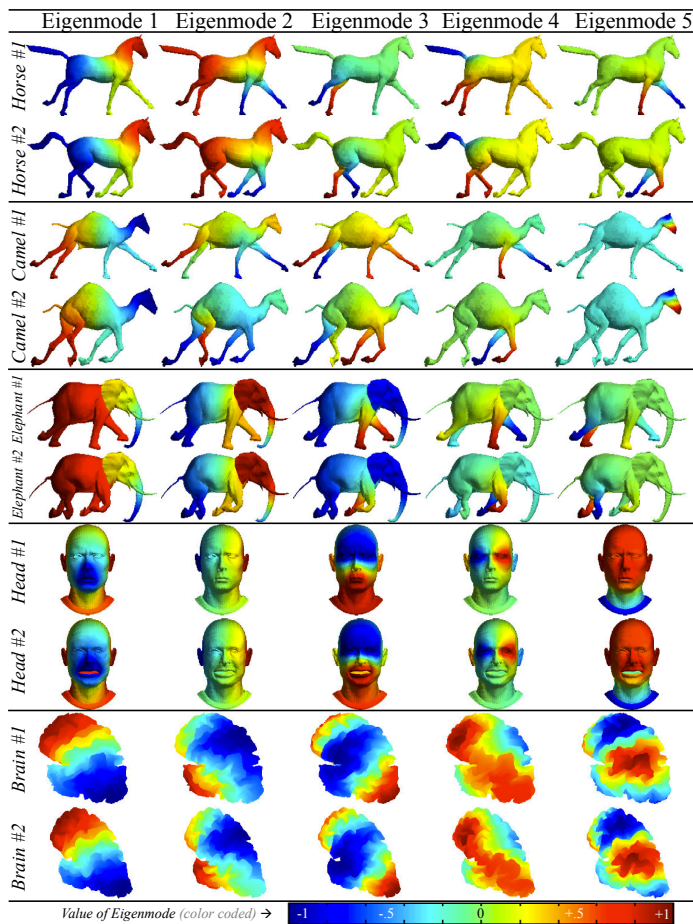 Eigenmode 1 Eigenmode 2 Eigenmode 3 Eigenmode 4 Eigenmode 5
Horse #1
Horse #2
Camel #1
Camel #2
Elephant #1
Elephant #2
Head #1
Head #2
Brain #1
Brain #2
Value of Eigenmode (color coded) → -1 -.5 0 +.5 +1